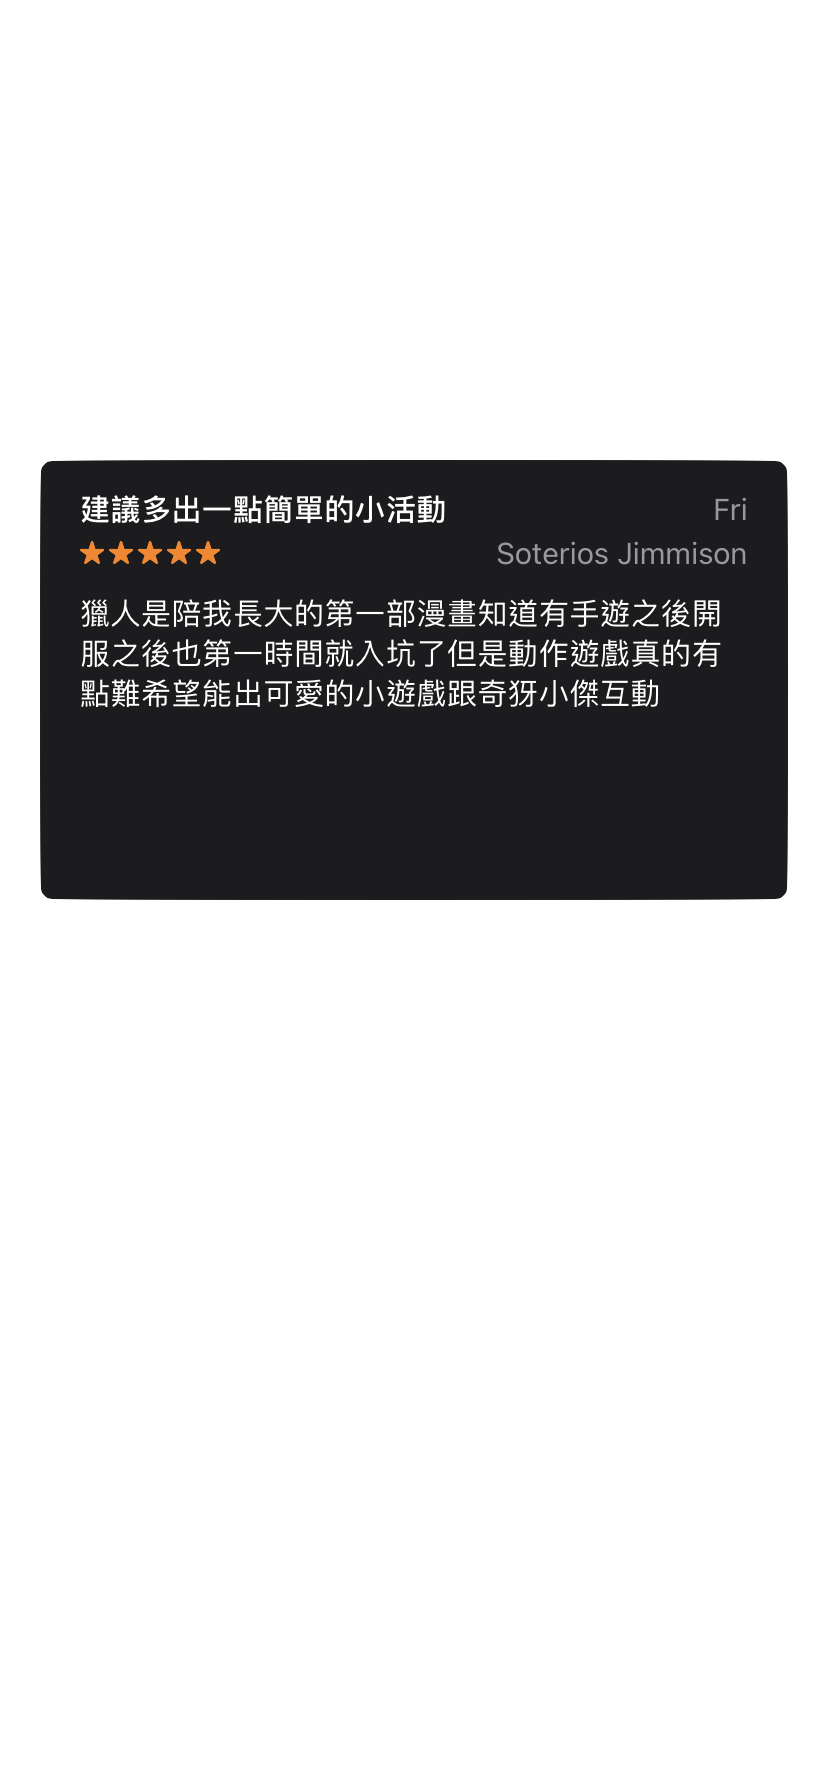 建議多出一點簡單的小活動
Fri
Soterios Jimmison
獵人是陪我長大的第一部漫畫知道有手遊之後開
服之後也第一時間就入坑了但是動作遊戲真的有
點難希望能出可愛的小遊戲跟奇犽小傑互動